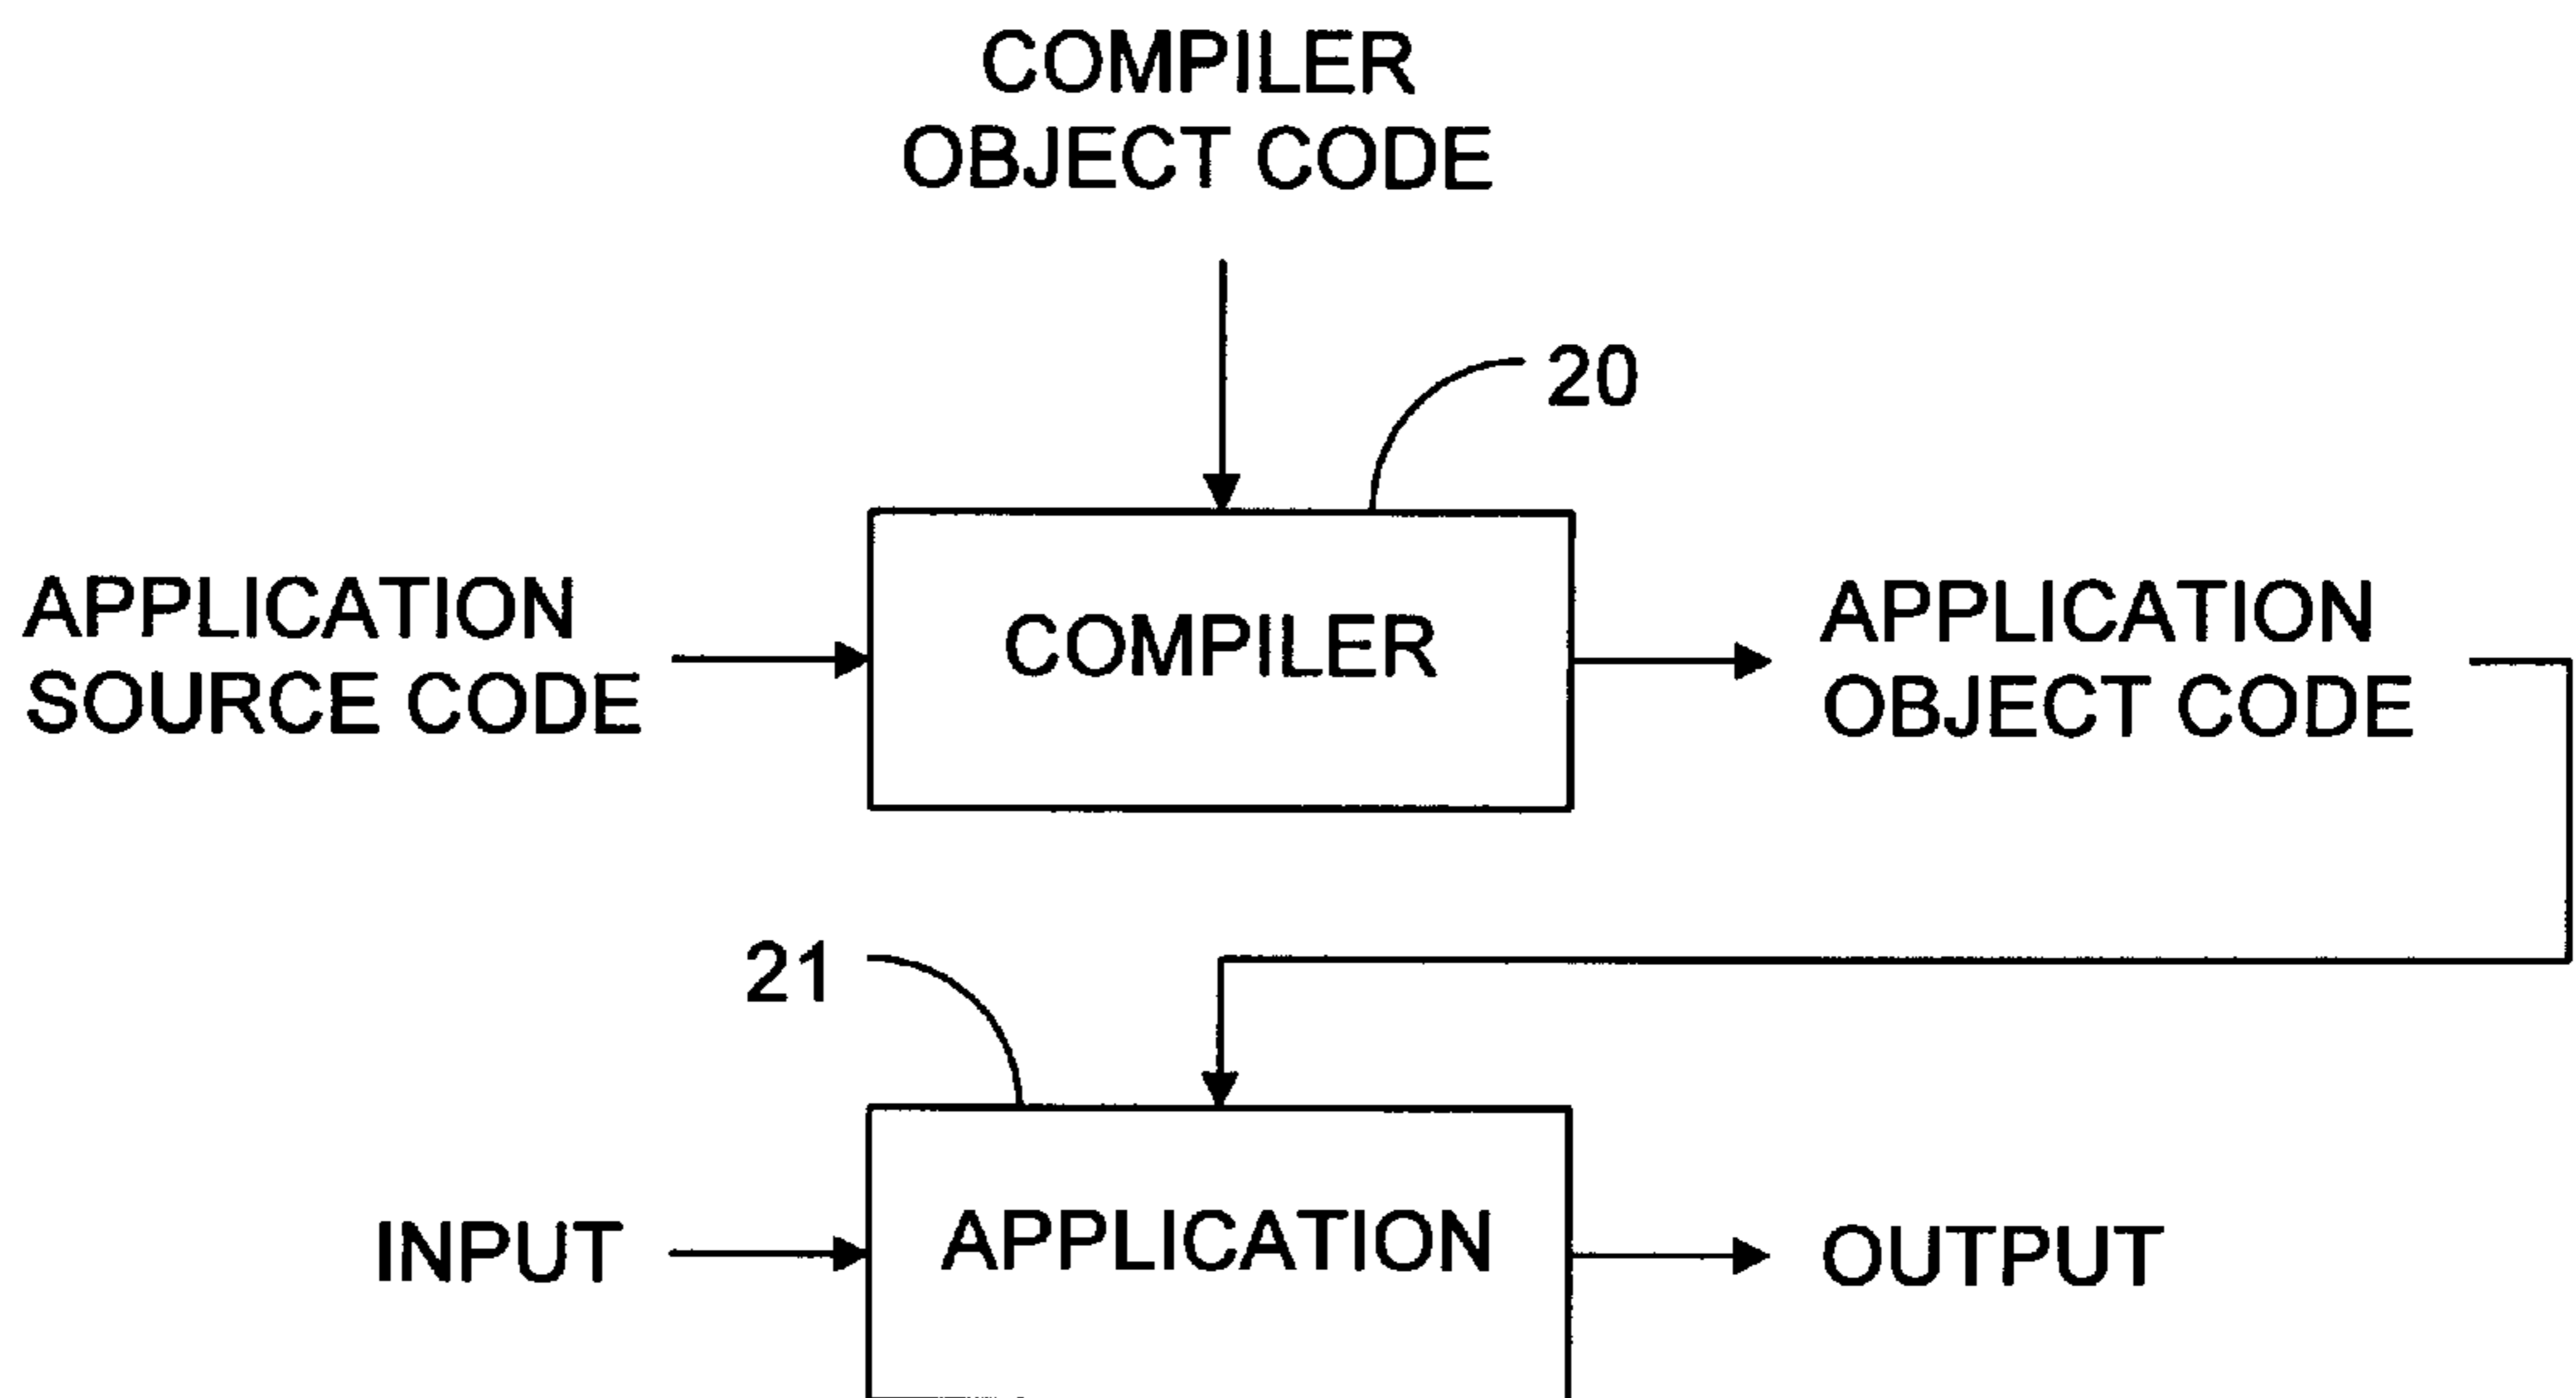 COMPILER
OBJECT CODE
20
APPLICATION
SOURCE CODE
COMPILER
APPLICATION
OBJECT CODE
21
INPUT
APPLICATION
OUTPUT